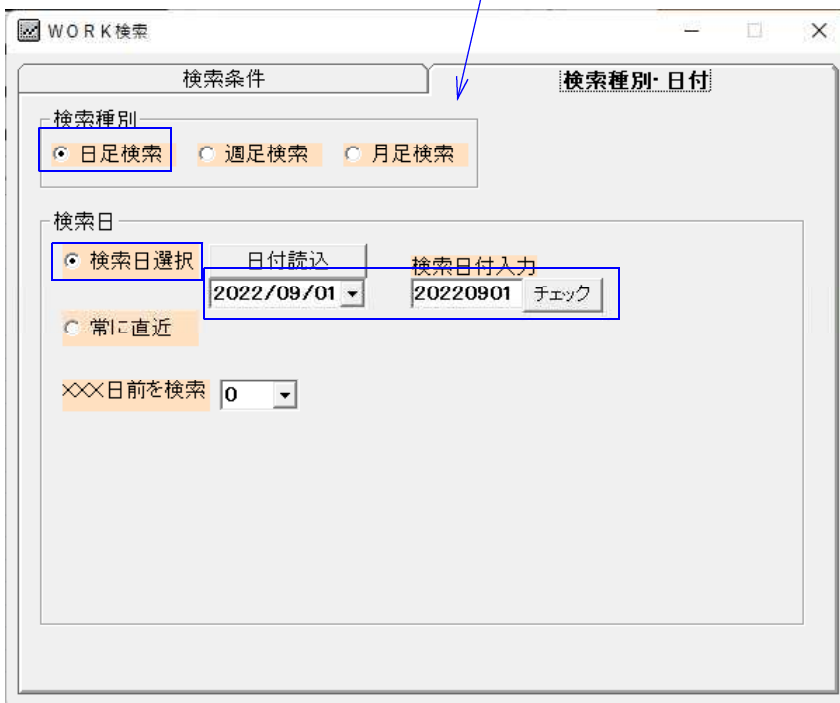 WORK検索
検索条件
検索種別・日付
検索種別
日足検索
週足検索
月足検索
検索日
検索日選択
日付読込
検索日付入力
2022/09/01
20220901
チェック
常に直近
×××日前を検索
0